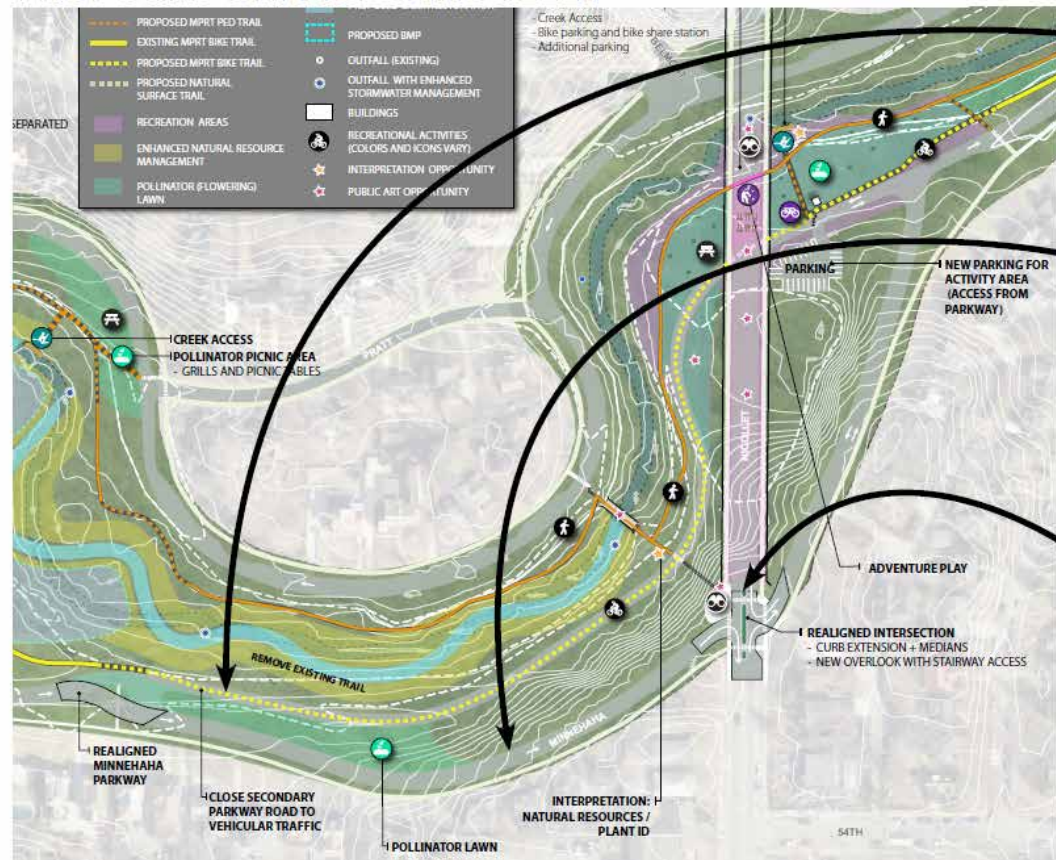 PROPOSED MPRT PED TRAIL
EXISTING MPRT BIKE TRAIL
PROPOSED MPRT BIKE TRAIL
PROPOSED NATURAL
SURFACE TRAIL
RECREATION AREAS
ENHANCED NATURAL RESOURCE
MANAGEMENT
POLLINATOR (FLOWERING)
LAWN
PROPOSED BMP
OUTFALL (EXISTING)
OUTFALL WITH ENHANCED
STORMWATER MANAGEMENT
BUILDINGS
RECREATIONAL ACTIVITIES
(COLORS AND ICONS VARY)
INTERPRETATION OPPORTUNITY
PUBLIC ART OPPORTUNITY
- Creek Access
- Bike parking and bike share station
- Additional parking
BELMONT
SEPARATED
PARKING
NEW PARKING FOR
ACTIVITY AREA
(ACCESS FROM
PARKWAY)
CREEK ACCESS
POLLINATOR PICNIC AREA
- GRILLS AND PICNIC TABLES
PRATT
NICOLLET
ADVENTURE PLAY
REALIGNED INTERSECTION
- CURB EXTENSION + MEDIANS
- NEW OVERLOOK WITH STAIRWAY ACCESS
REMOVE EXISTING TRAIL
MINNEHAHA
REALIGNED
MINNEHAHA
PARKWAY
CLOSE SECONDARY
PARKWAY ROAD TO
VEHICULAR TRAFFIC
INTERPRETATION:
NATURAL RESOURCES /
PLANT ID
POLLINATOR LAWN
54TH